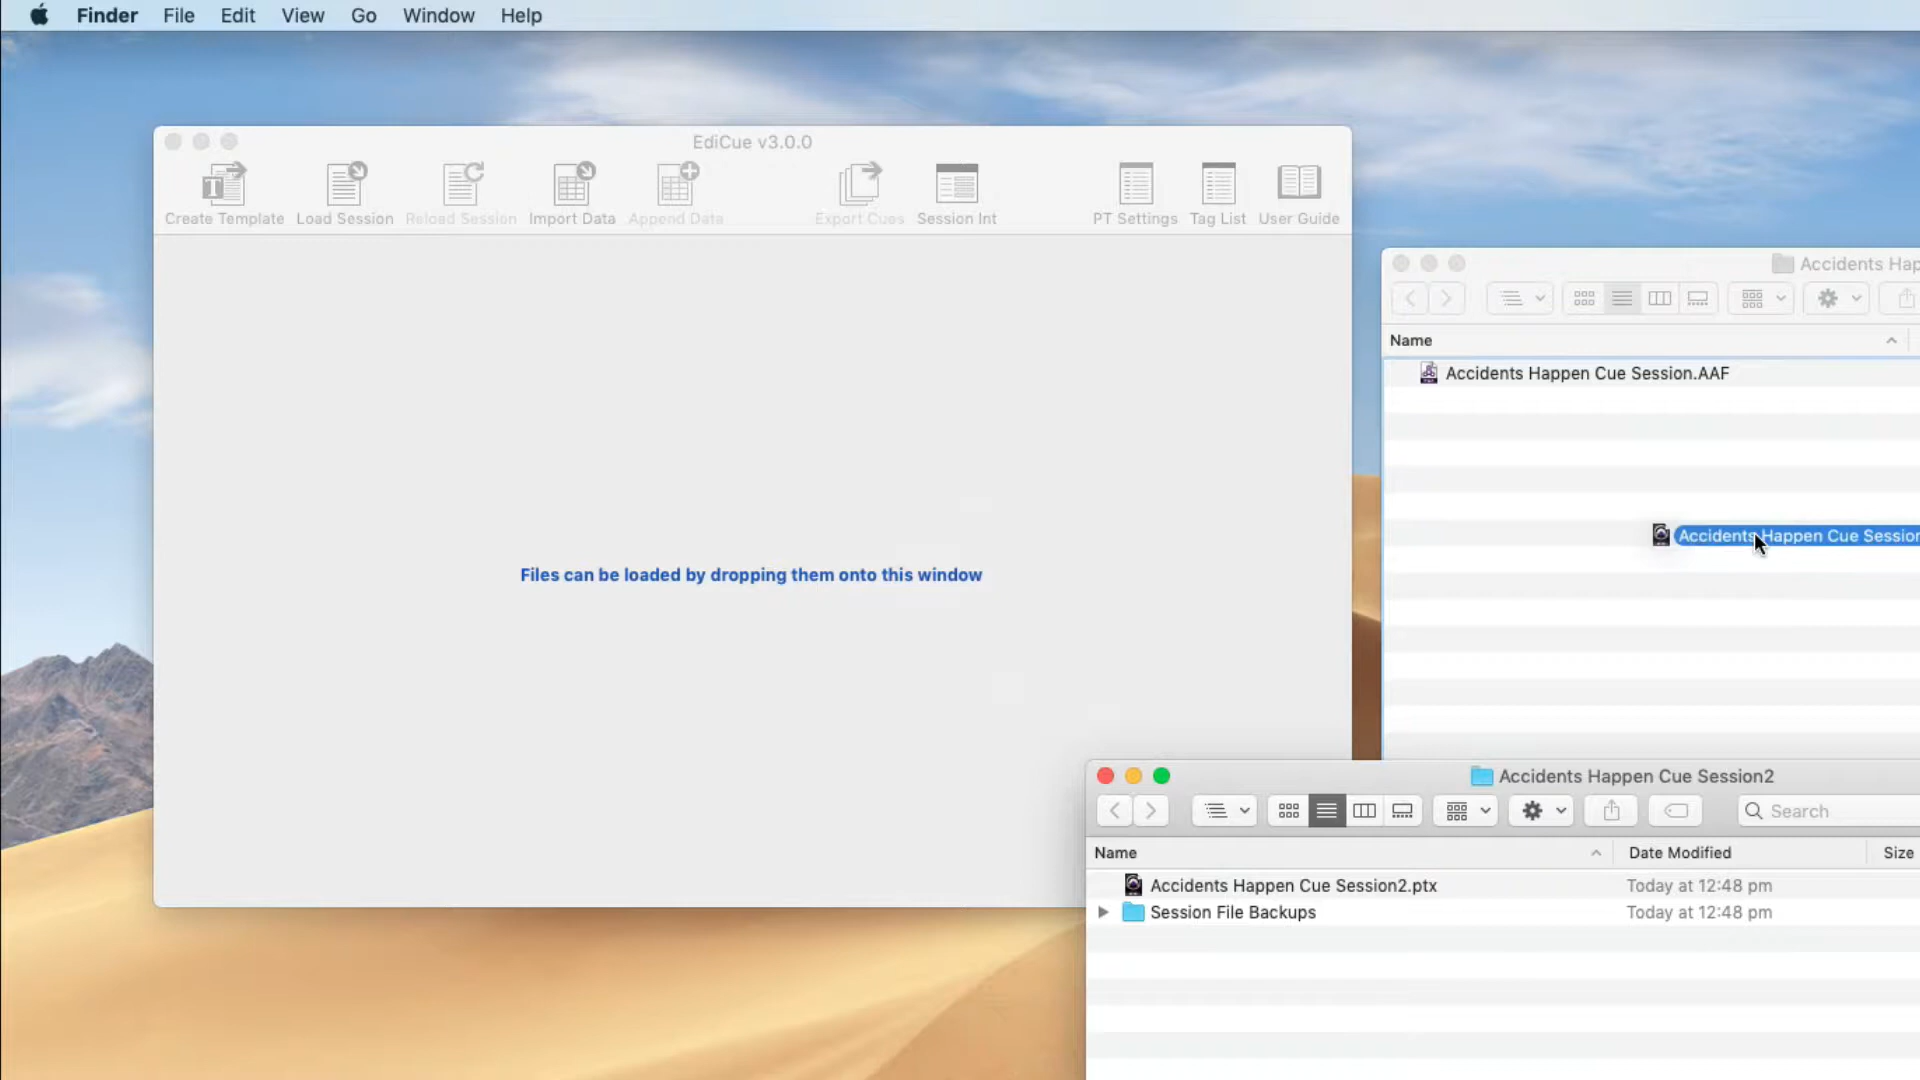 Finder File Edit View Go Window Help
EdiCue v3.0.0
Create Template Load Session Reload Session Import Data Append Data Export Cues Session Int PT Settings Tag List User Guide
Files can be loaded by dropping them onto this window
Accidents Hap
Name
Accidents Happen Cue Session.AAF
Accidents Happen Cue Session
Accidents Happen Cue Session2
Search
Name Date Modified Size
Accidents Happen Cue Session2.ptx Today at 12:48 pm
Session File Backups Today at 12:48 pm